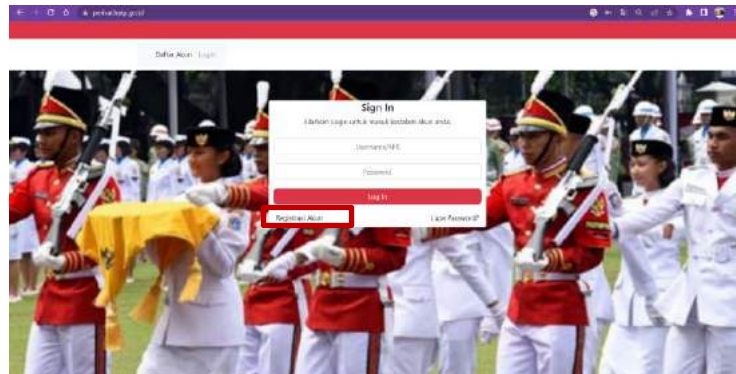 Daftar Akun Login
Sign In
Silahkan Login untuk masuk kedalam akun anda.
Username/NIK
Password
Log In
Registrasi Akun Lupa Password?